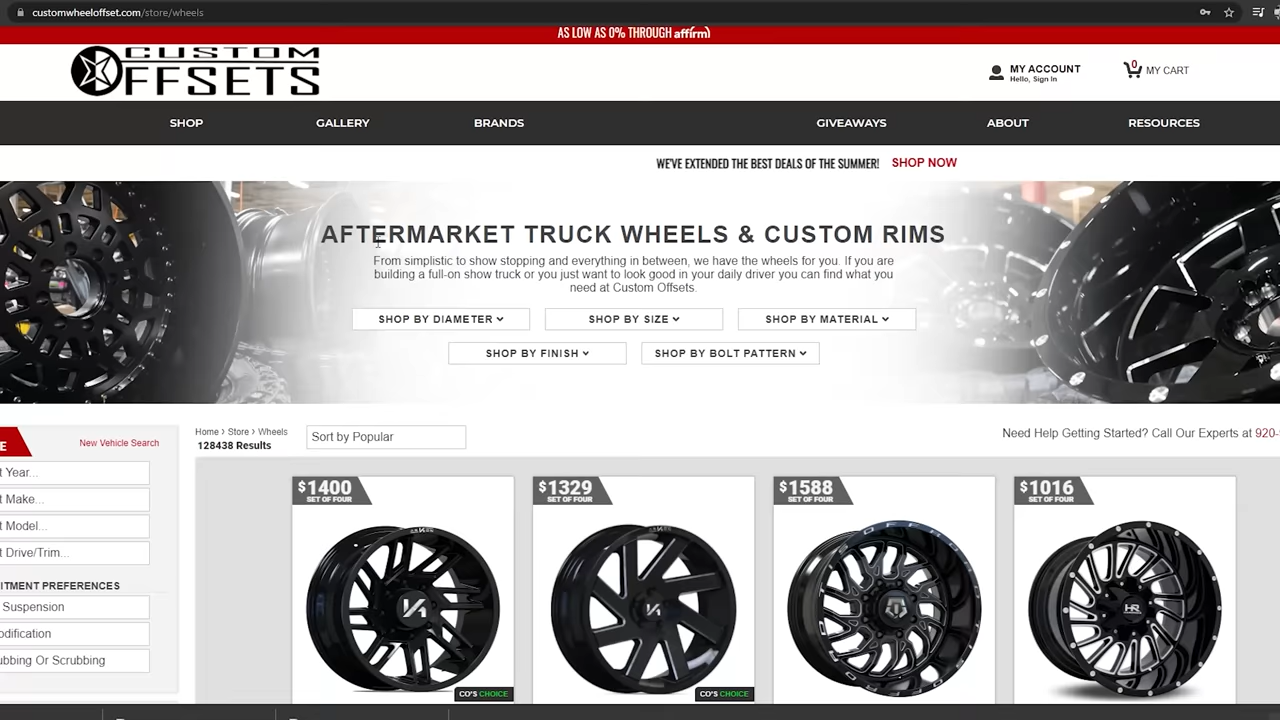 customwheeloffset.com/store/wheels
AS LOW AS 0% THROUGH affirm
CUSTOM
OFFSETS
MY ACCOUNT
Hello, Sign In
0
MY CART
SHOP
GALLERY
BRANDS
GIVEAWAYS
ABOUT
RESOURCES
WE'VE EXTENDED THE BEST DEALS OF THE SUMMER! SHOP NOW
AFTERMARKET TRUCK WHEELS & CUSTOM RIMS
From simplistic to show stopping and everything in between, we have the wheels for you. If you are
building a full-on show truck or you just want to look good in your daily driver you can find what you
need at Custom Offsets.
SHOP BY DIAMETER
SHOP BY SIZE
SHOP BY MATERIAL
SHOP BY FINISH
SHOP BY BOLT PATTERN
Home › Store › Wheels
128438 Results
Sort by Popular
Need Help Getting Started? Call Our Experts at 920-
E
New Vehicle Search
t Year...
t Make...
t Model...
t Drive/Trim...
ITMENT PREFERENCES
Suspension
odification
ubbing Or Scrubbing
$1400
SET OF FOUR
$1329
SET OF FOUR
$1588
SET OF FOUR
$1016
SET OF FOUR
HR
CO'S CHOICE
CO'S CHOICE